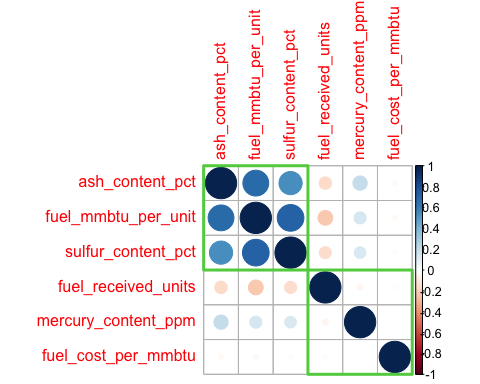 ash_content_pct
fuel_mmbtu_per_unit
sulfur_content_pct
fuel_received_units
mercury_content_ppm
fuel_cost_per_mmbtu
ash_content_pct
fuel_mmbtu_per_unit
sulfur_content_pct
fuel_received_units
mercury_content_ppm
fuel_cost_per_mmbtu
1
0.8
0.6
0.4
0.2
0
-0.2
-0.4
-0.6
-0.8
-1